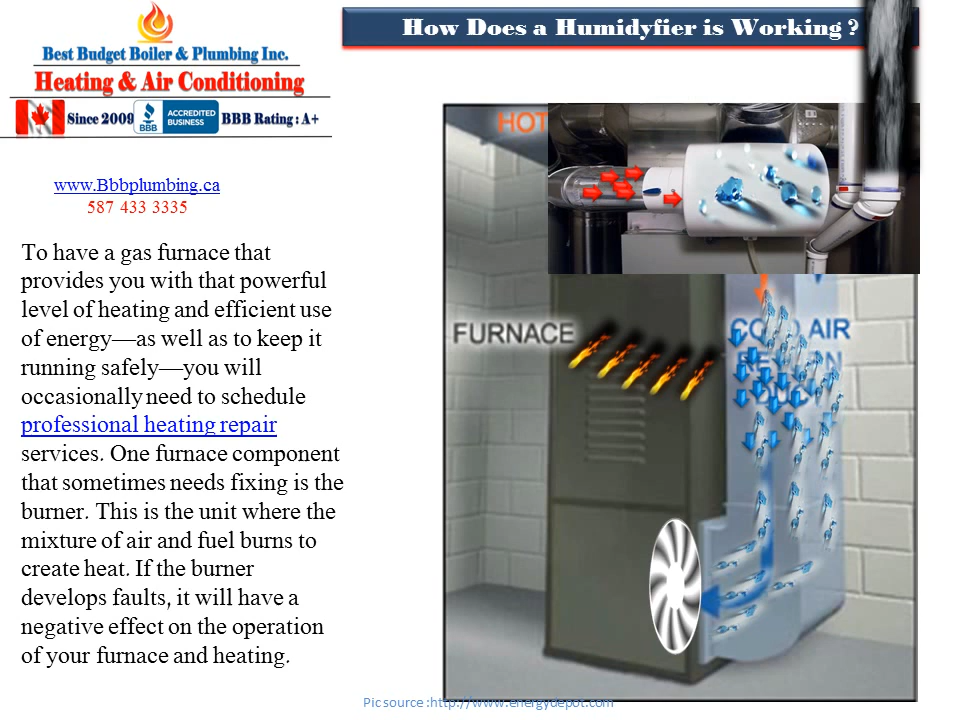 Best Budget Boiler & Plumbing Inc.
Heating & Air Conditioning
Since 2009 BBB ACCREDITED BUSINESS BBB Rating : A+
How Does a Humidyfier is Working ?
www.Bbbplumbing.ca
587 433 3335
To have a gas furnace that
provides you with that powerful
level of heating and efficient use
of energy—as well as to keep it
running safely—you will
occasionally need to schedule
professional heating repair
services. One furnace component
that sometimes needs fixing is the
burner. This is the unit where the
mixture of air and fuel burns to
create heat. If the burner
develops faults, it will have a
negative effect on the operation
of your furnace and heating.
HOT
FURNACE
COLD AIR
RETURN
DUCT
Pic source :http://www.energydepot.com